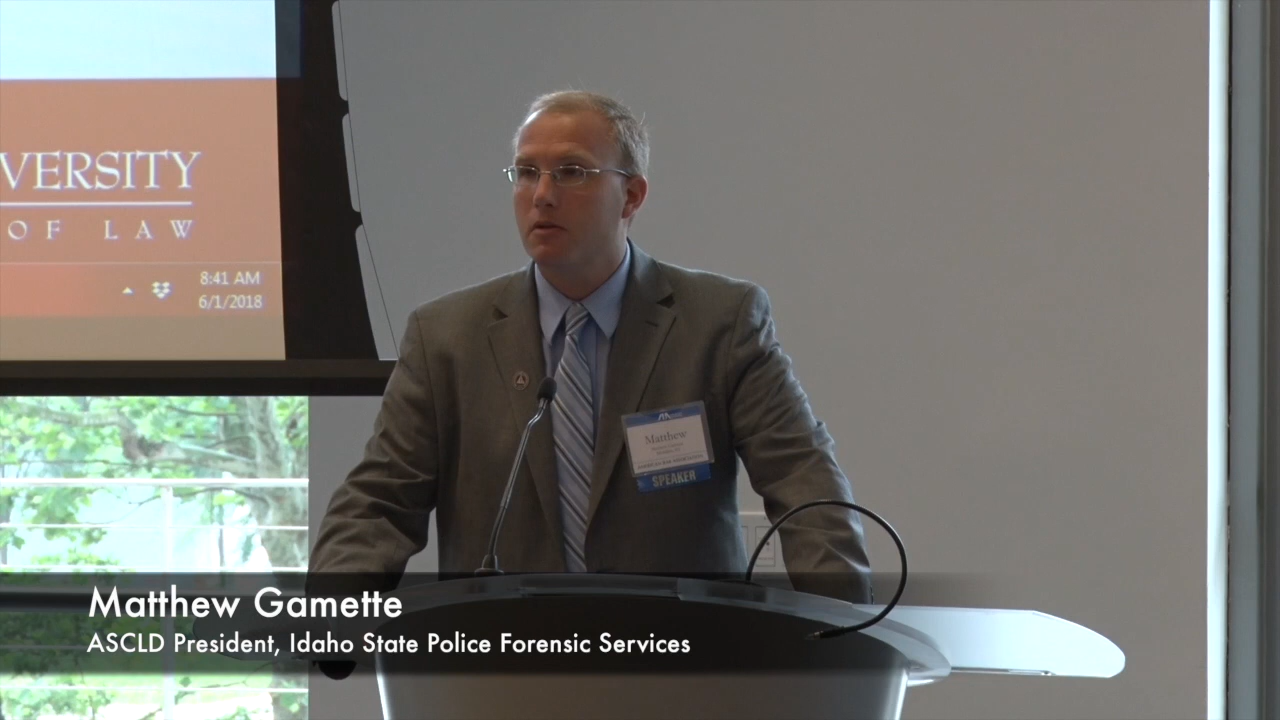 VERSITY
OF LAW
8:41 AM
6/1/2018
Matthew
SPEAKER
Matthew Gamette
ASCLD President, Idaho State Police Forensic Services